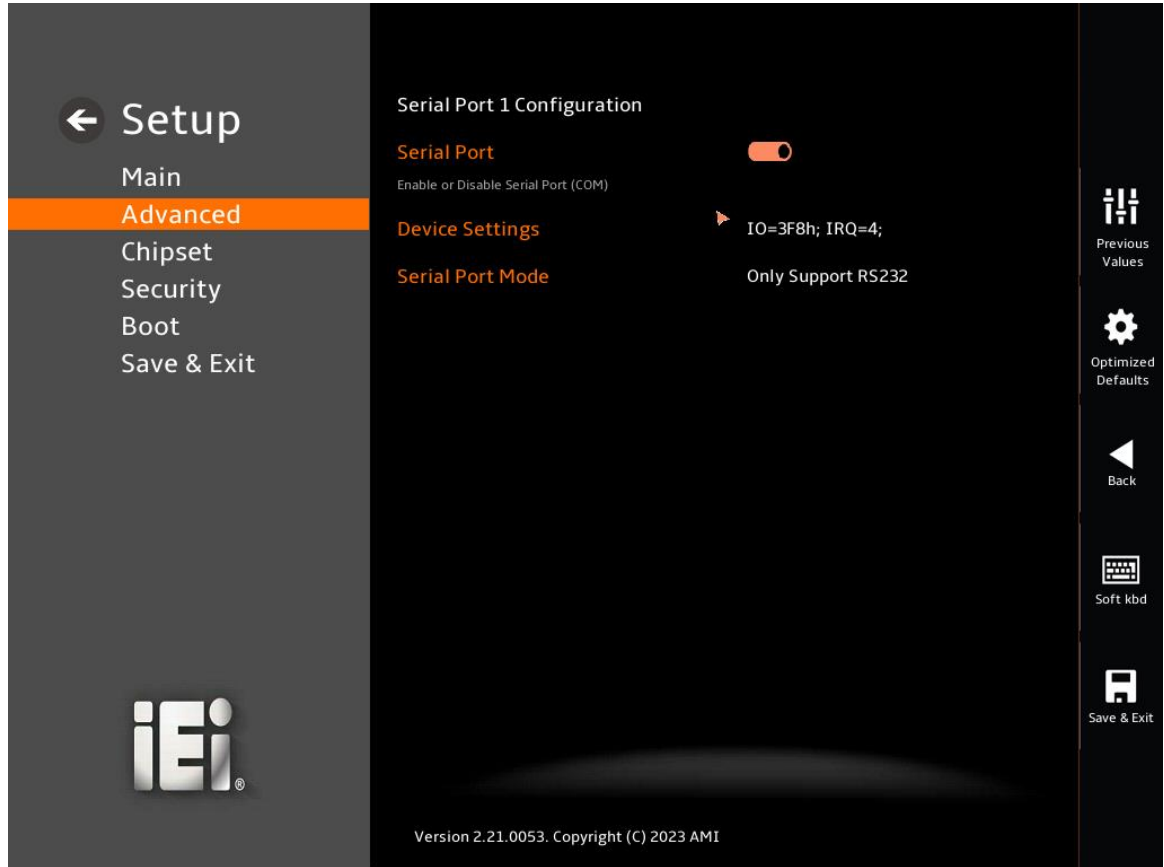 Setup
Main
Advanced
Chipset
Security
Boot
Save & Exit
iEi®
Serial Port 1 Configuration
Serial Port
Enable or Disable Serial Port (COM)
Device Settings IO=3F8h; IRQ=4;
Serial Port Mode Only Support RS232
Version 2.21.0053. Copyright (C) 2023 AMI
Previous
Values
Optimized
Defaults
Back
Soft kbd
Save & Exit